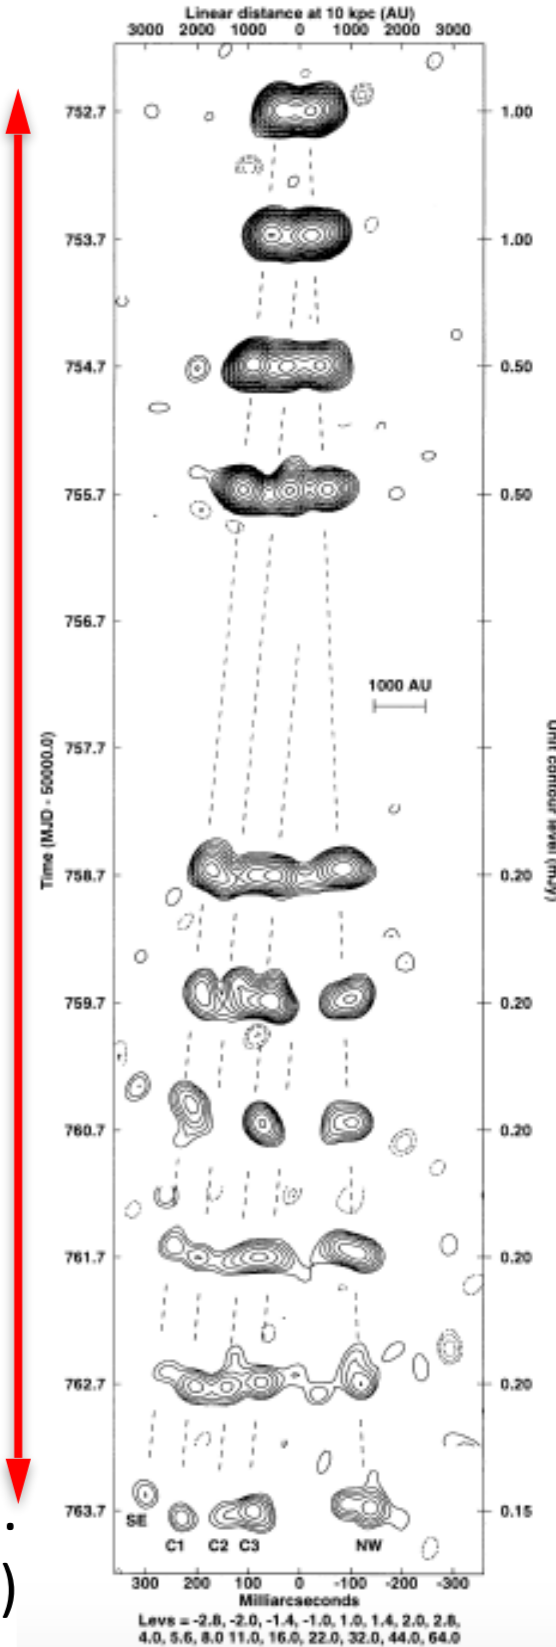 Linear distance at 10 kpc (AU)
3000 2000 1000 0 1000 2000 3000
752.7 1.00
753.7 1.00
754.7 0.50
755.7 0.50
756.7
1000 AU
757.7
Time (MJD - 50000.0)
Unit contour level (mJy)
758.7 0.20
759.7 0.20
760.7 0.20
761.7 0.20
762.7 0.20
763.7 0.15
SE
C1 C2 C3 NW
.
)
300 200 100 0 -100 -200 -300
Milliarcseconds
Levs = -2.8, -2.0, -1.4, -1.0, 1.0, 1.4, 2.0, 2.8,
4.0, 5.6, 8.0 11.0, 16.0, 22.0, 32.0, 44.0, 64.0